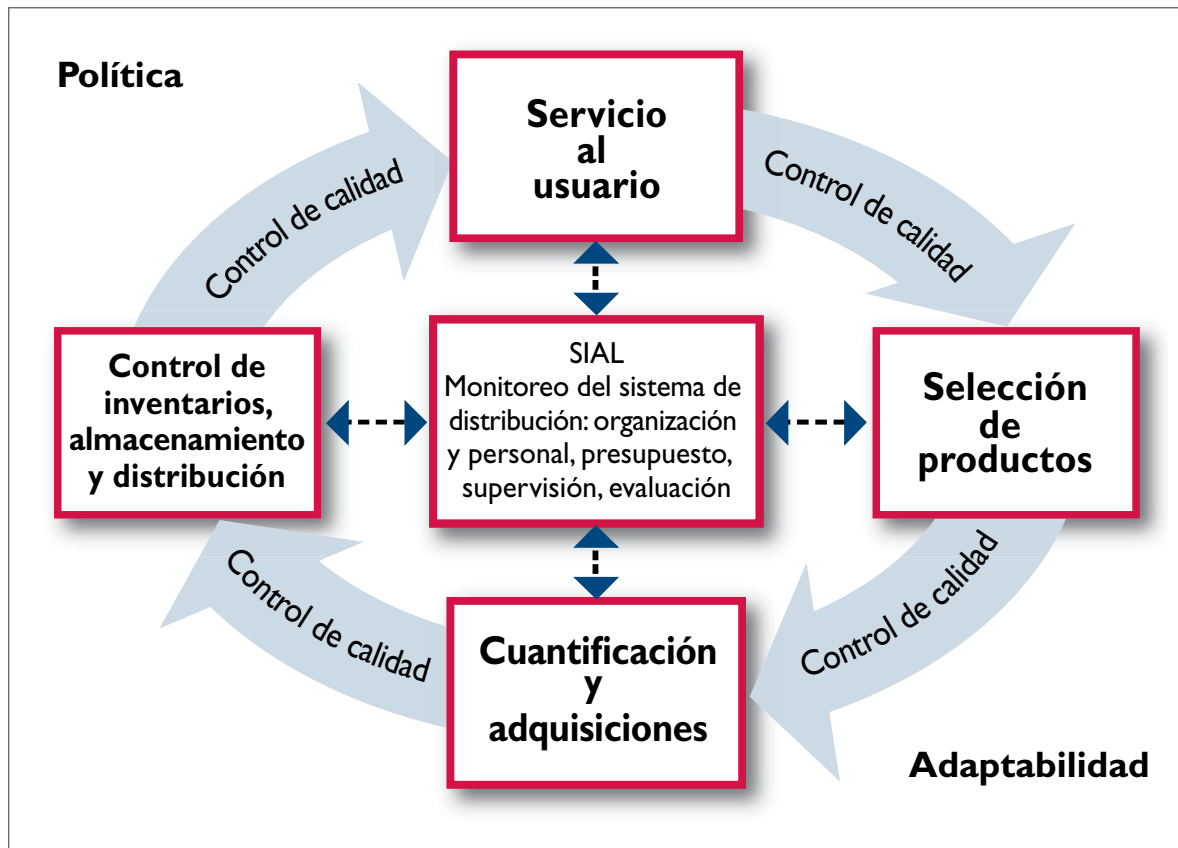 Política
Servicio
al
usuario
Control de calidad
Control de calidad
Control de
inventarios,
almacenamiento
y distribución
SIAL
Monitoreo del sistema de
distribución: organización
y personal, presupuesto,
supervisión, evaluación
Selección
de
productos
Control de calidad
Control de calidad
Cuantificación
y
adquisiciones
Adaptabilidad